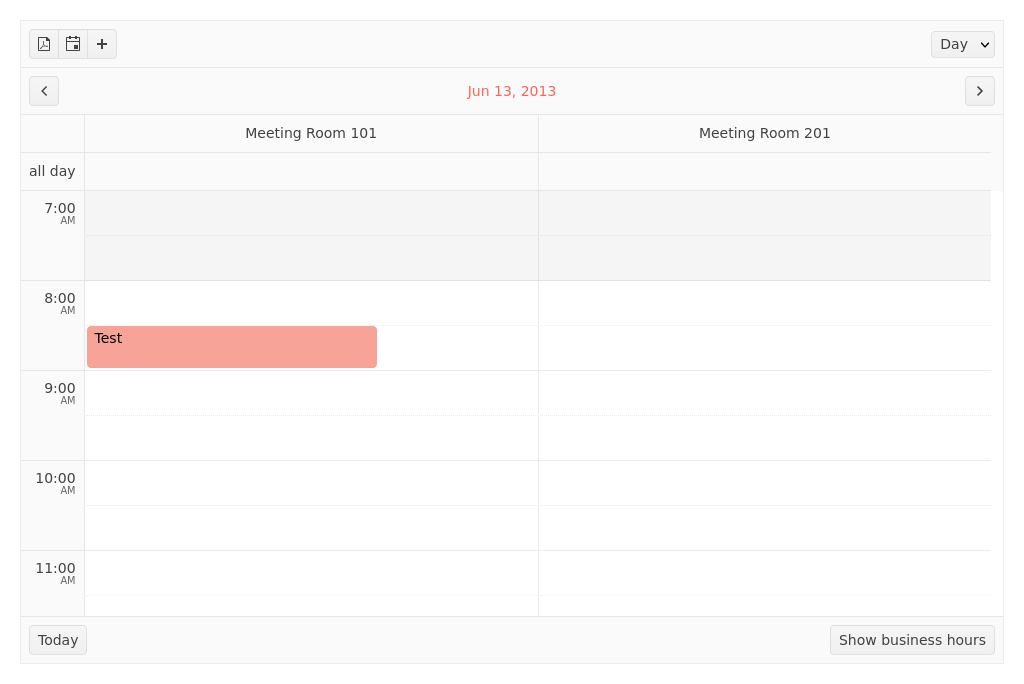 Day
Jun 13, 2013
Meeting Room 101 Meeting Room 201
all day
7:00
AM
8:00
AM
Test
9:00
AM
10:00
AM
11:00
AM
Today Show business hours